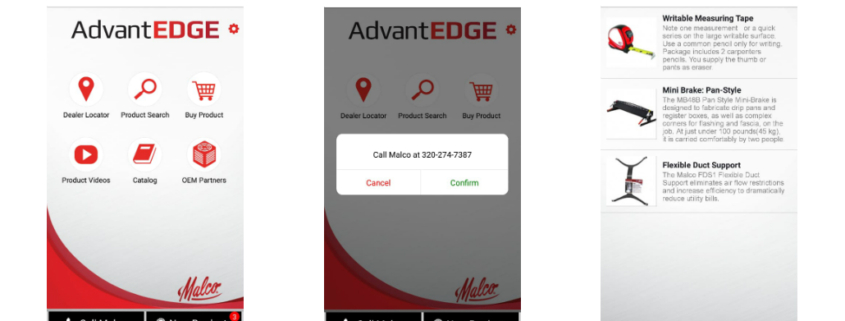 AdvantEDGE
Dealer Locator Product Search Buy Product
Product Videos Catalog OEM Partners
Malco
3
AdvantEDGE
Dealer Locator Product Search Buy Product
Call Malco at 320-274-7387
Cancel Confirm
Malco
Writable Measuring Tape
Note one measurement or a quick
series on the large writable surface.
Use a common pencil only for writing.
Package includes 2 carpenters
pencils. You supply the thumb or
pants as eraser
Mini Brake: Pan-Style
The MB48B Pan Style Mini-Brake is
designed to fabricate drip pans and
register boxes, as well as complex
corners for flashing and fascia, on the
job. At just under 100 pounds(45 kg),
it is carried comfortably by two people
Flexible Duct Support
The Malco FDS1 Flexible Duct
Support eliminates air flow restrictions
and increase efficiency to dramatically
reduce utility bills.